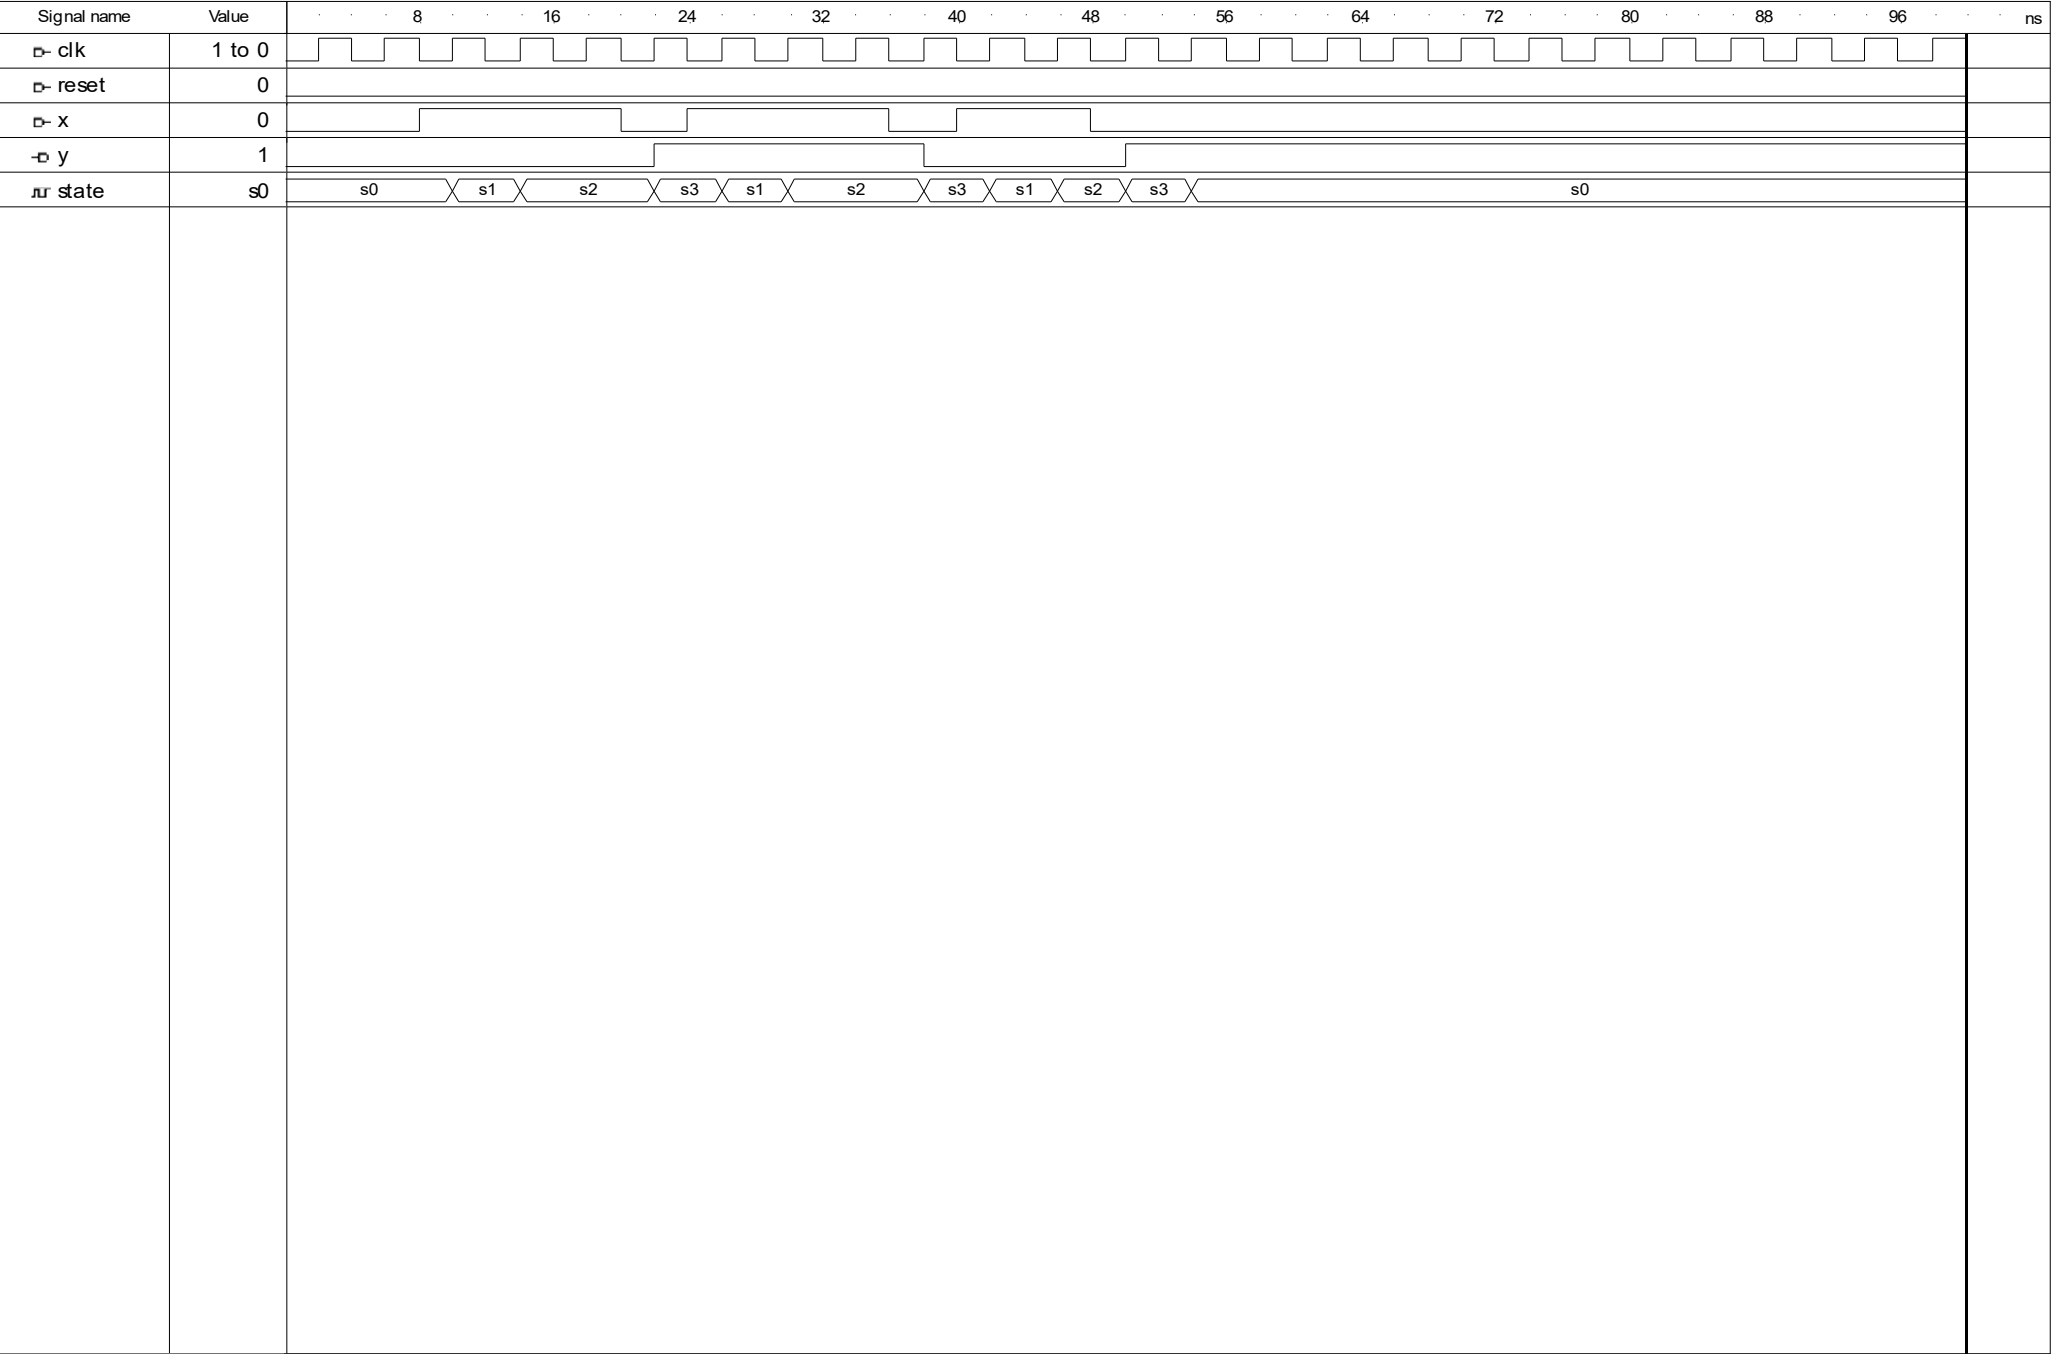 Signal name Value 8 16 24 32 40 48 56 64 72 80 88 96 ns
clk 1 to 0
reset 0
x 0
y 1
state s0 s0 s1 s2 s3 s1 s2 s3 s1 s2 s3 s0